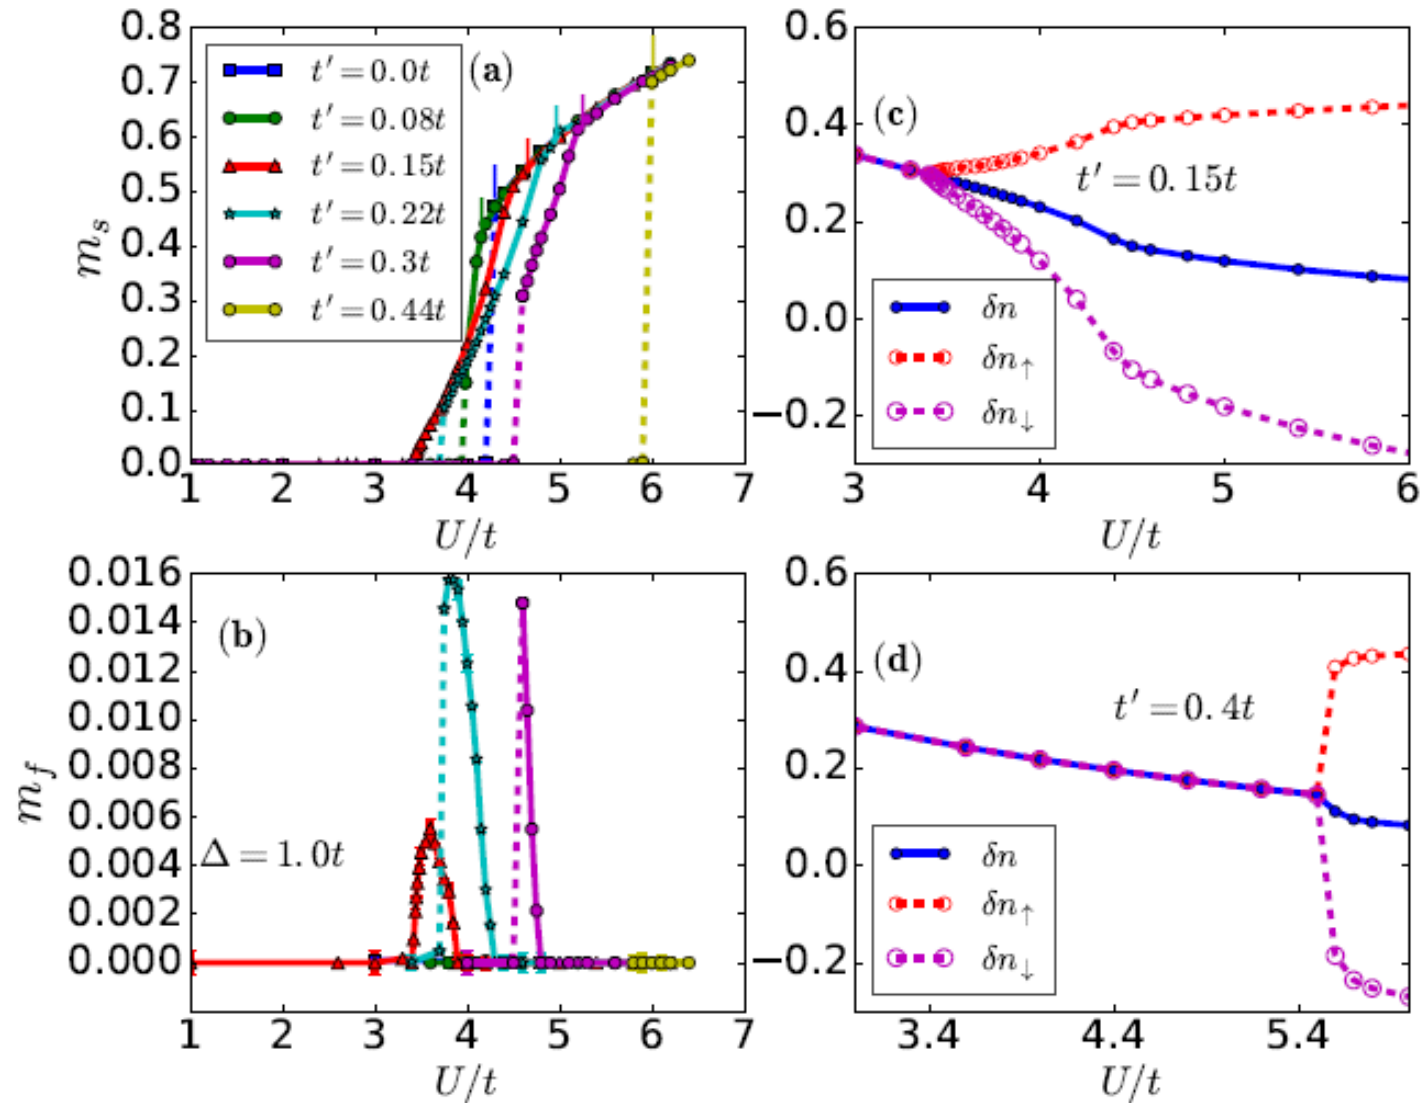 0.8
0.7
0.6
0.5
0.4
0.3
0.2
0.1
0.0
m_s
(a)
t′ = 0.0t
t′ = 0.08t
t′ = 0.15t
t′ = 0.22t
t′ = 0.3t
t′ = 0.44t
1 2 3 4 5 6 7
U/t
0.6
0.4
0.2
0.0
−0.2
(c)
t′ = 0.15t
δn
δn↑
δn↓
3 4 5 6
U/t
0.016
0.014
0.012
0.010
0.008
0.006
0.004
0.002
0.000
m_f
(b)
Δ = 1.0t
1 2 3 4 5 6 7
U/t
0.6
0.4
0.2
0.0
−0.2
(d)
t′ = 0.4t
δn
δn↑
δn↓
3.4 4.4 5.4
U/t